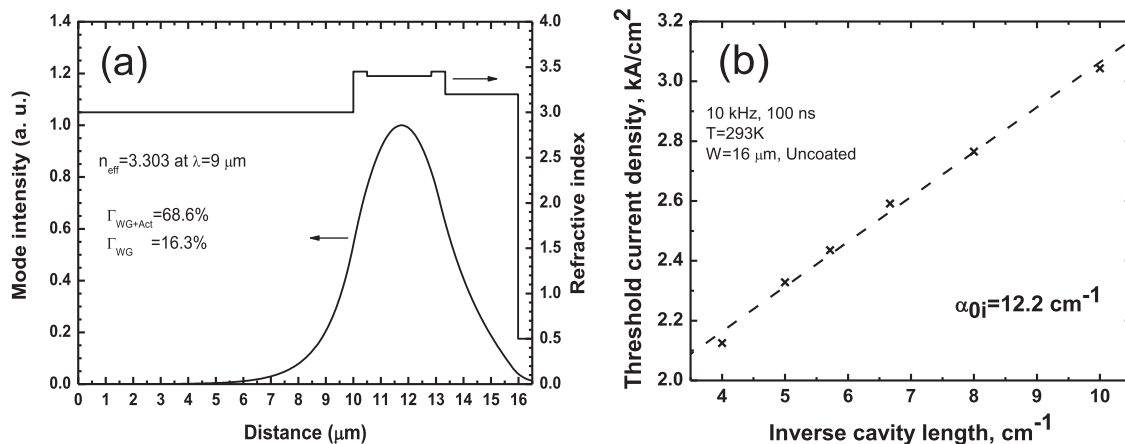 (a)
Mode intensity (a. u.)
1.4
1.2
1.0
0.8
0.6
0.4
0.2
0.0
n_eff=3.303 at λ=9 μm
Γ_WG+Act=68.6%
Γ_WG =16.3%
0 1 2 3 4 5 6 7 8 9 10 11 12 13 14 15 16
Distance (μm)
4.0
3.5
3.0
2.5
2.0
1.5
1.0
0.5
0.0
Refractive index
(b)
Threshold current density, kA/cm²
3.0
2.8
2.6
2.4
2.2
2.0
10 kHz, 100 ns
T=293K
W=16 μm, Uncoated
α_0i=12.2 cm⁻¹
4 5 6 7 8 9 10
Inverse cavity length, cm⁻¹